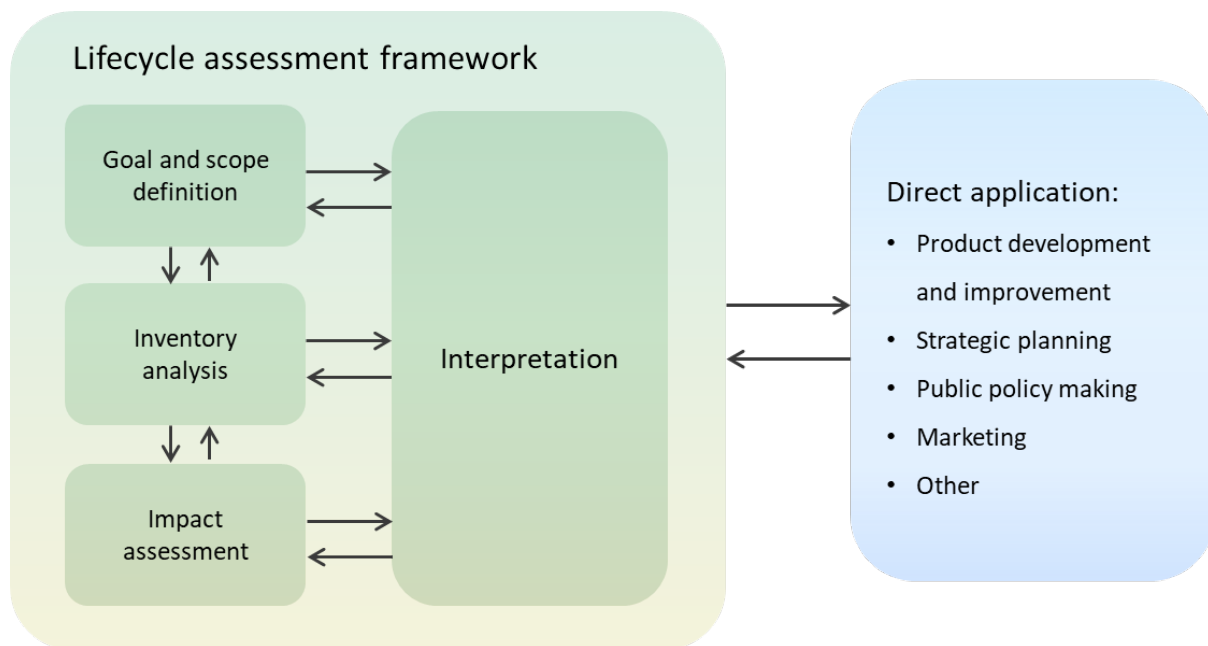 Lifecycle assessment framework
Goal and scope
definition
Inventory
analysis
Impact
assessment
Interpretation
Direct application:
• Product development
and improvement
• Strategic planning
• Public policy making
• Marketing
• Other